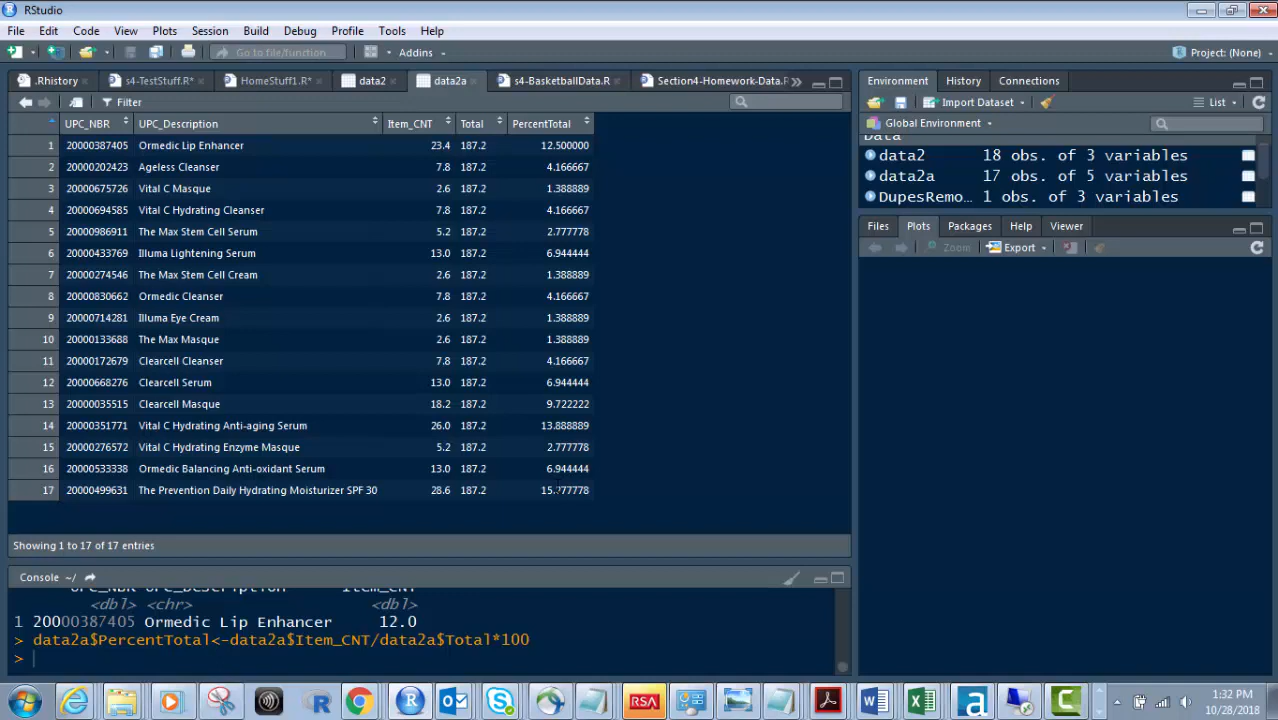 RStudio
File Edit Code View Plots Session Build Debug Profile Tools Help
Go to file/function Addins Project: (None)
.Rhistory s4-TestStuff.R* HomeStuff1.R* data2 data2a s4-BasketballData.R Section4-Homework-Data.R
Filter
UPC_NBR UPC_Description Item_CNT Total PercentTotal
1 20000387405 Ormedic Lip Enhancer 23.4 187.2 12.500000
2 20000202423 Ageless Cleanser 7.8 187.2 4.166667
3 20000675726 Vital C Masque 2.6 187.2 1.388889
4 20000694585 Vital C Hydrating Cleanser 7.8 187.2 4.166667
5 20000986911 The Max Stem Cell Serum 5.2 187.2 2.777778
6 20000433769 Illuma Lightening Serum 13.0 187.2 6.944444
7 20000274546 The Max Stem Cell Cream 2.6 187.2 1.388889
8 20000830662 Ormedic Cleanser 7.8 187.2 4.166667
9 20000714281 Illuma Eye Cream 2.6 187.2 1.388889
10 20000133688 The Max Masque 2.6 187.2 1.388889
11 20000172679 Clearcell Cleanser 7.8 187.2 4.166667
12 20000668276 Clearcell Serum 13.0 187.2 6.944444
13 20000035515 Clearcell Masque 18.2 187.2 9.722222
14 20000351771 Vital C Hydrating Anti-aging Serum 26.0 187.2 13.888889
15 20000276572 Vital C Hydrating Enzyme Masque 5.2 187.2 2.777778
16 20000533338 Ormedic Balancing Anti-oxidant Serum 13.0 187.2 6.944444
17 20000499631 The Prevention Daily Hydrating Moisturizer SPF 30 28.6 187.2 15.277778
Showing 1 to 17 of 17 entries
Console ~/
UPC_NBR UPC_Description Item_CNT
<dbl> <chr> <dbl>
1 20000387405 Ormedic Lip Enhancer 12.0
> data2a$PercentTotal<-data2a$Item_CNT/data2a$Total*100
>
Environment History Connections
Import Dataset List
Global Environment
Data
data2 18 obs. of 3 variables
data2a 17 obs. of 5 variables
DupesRemo… 1 obs. of 3 variables
Files Plots Packages Help Viewer
Zoom Export
RSA
1:32 PM
10/28/2018